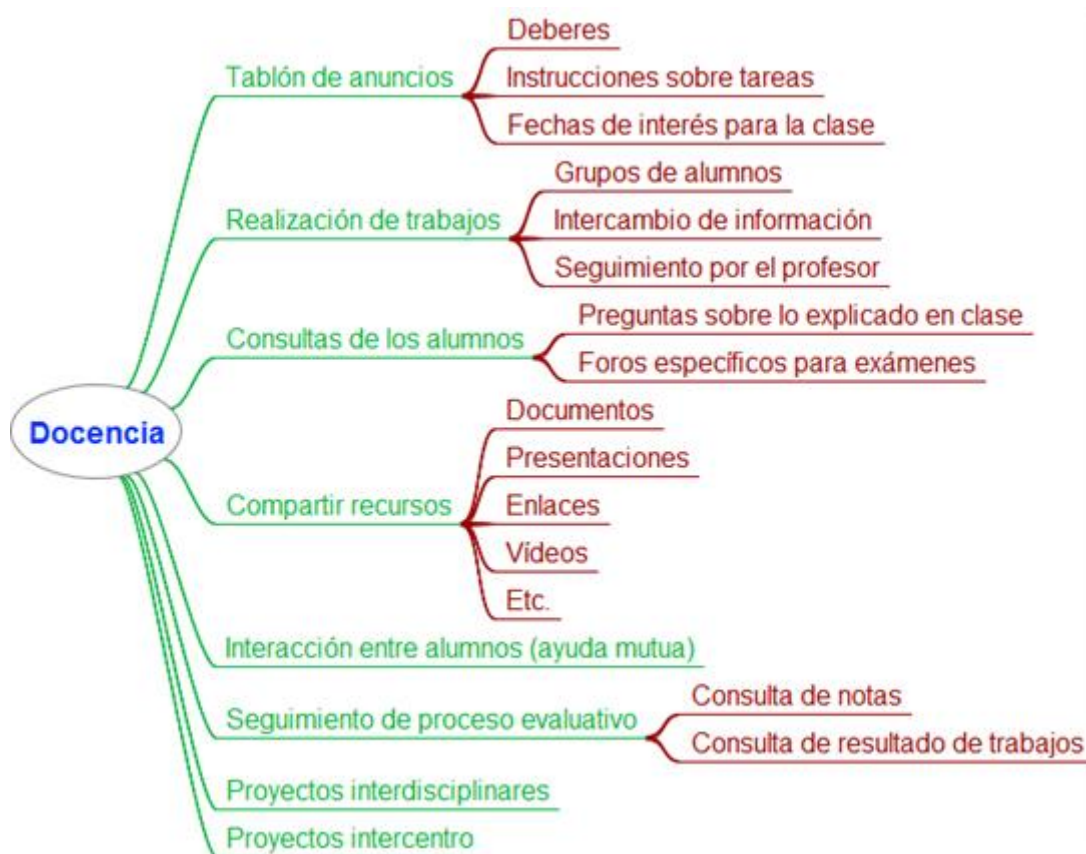 Docencia
Tablón de anuncios
Deberes
Instrucciones sobre tareas
Fechas de interés para la clase
Realización de trabajos
Grupos de alumnos
Intercambio de información
Seguimiento por el profesor
Consultas de los alumnos
Preguntas sobre lo explicado en clase
Foros específicos para exámenes
Compartir recursos
Documentos
Presentaciones
Enlaces
Vídeos
Etc.
Interacción entre alumnos (ayuda mutua)
Seguimiento de proceso evaluativo
Consulta de notas
Consulta de resultado de trabajos
Proyectos interdisciplinares
Proyectos intercentro